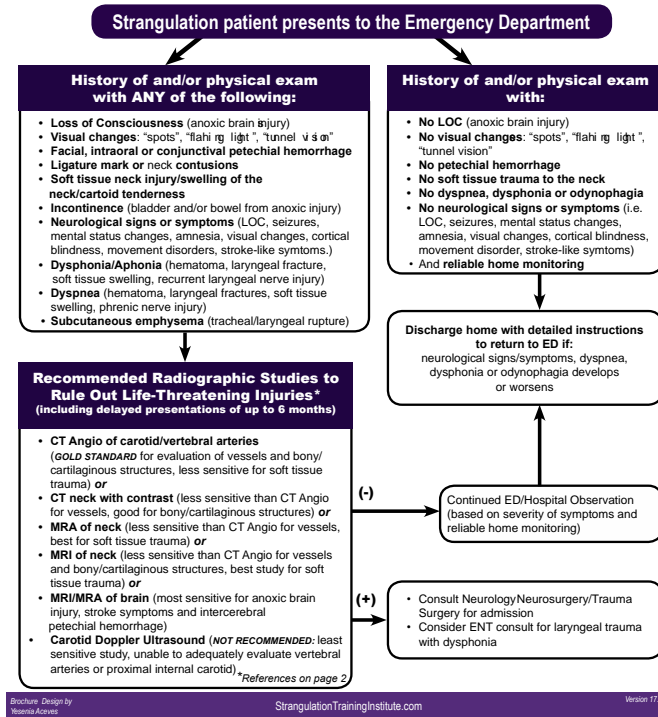 Strangulation patient presents to the Emergency Department
History of and/or physical exam
with ANY of the following:
• Loss of Consciousness (anoxic brain injury)
• Visual changes: “spots”, “flahi ng light”, “tunnel vision”
• Facial, intraoral or conjunctival petechial hemorrhage
• Ligature mark or neck contusions
• Soft tissue neck injury/swelling of the
neck/cartoid tenderness
• Incontinence (bladder and/or bowel from anoxic injury)
• Neurological signs or symptoms (LOC, seizures,
mental status changes, amnesia, visual changes, cortical
blindness, movement disorders, stroke-like symtoms.)
• Dysphonia/Aphonia (hematoma, laryngeal fracture,
soft tissue swelling, recurrent laryngeal nerve injury)
• Dyspnea (hematoma, laryngeal fractures, soft tissue
swelling, phrenic nerve injury)
• Subcutaneous emphysema (tracheal/laryngeal rupture)
History of and/or physical exam
with:
• No LOC (anoxic brain injury)
• No visual changes: “spots”, “flahi ng light”,
“tunnel vision”
• No petechial hemorrhage
• No soft tissue trauma to the neck
• No dyspnea, dysphonia or odynophagia
• No neurological signs or symptoms (i.e.
LOC, seizures, mental status changes,
amnesia, visual changes, cortical blindness,
movement disorder, stroke-like symtoms)
• And reliable home monitoring
Discharge home with detailed instructions
to return to ED if:
neurological signs/symptoms, dyspnea,
dysphonia or odynophagia develops
or worsens
Recommended Radiographic Studies to
Rule Out Life-Threatening Injuries*
(including delayed presentations of up to 6 months)
• CT Angio of carotid/vertebral arteries
(GOLD STANDARD for evaluation of vessels and bony/
cartilaginous structures, less sensitive for soft tissue
trauma) or
• CT neck with contrast (less sensitive than CT Angio
for vessels, good for bony/cartilaginous structures) or
• MRA of neck (less sensitive than CT Angio for vessels,
best for soft tissue trauma) or
• MRI of neck (less sensitive than CT Angio for vessels
and bony/cartilaginous structures, best study for soft
tissue trauma) or
• MRI/MRA of brain (most sensitive for anoxic brain
injury, stroke symptoms and intercerebral
petechial hemorrhage)
• Carotid Doppler Ultrasound (NOT RECOMMENDED: least
sensitive study, unable to adequately evaluate vertebral
arteries or proximal internal carotid)
*References on page 2
(-)
Continued ED/Hospital Observation
(based on severity of symptoms and
reliable home monitoring)
(+)
• Consult NeurologyNeurosurgery/Trauma
Surgery for admission
• Consider ENT consult for laryngeal trauma
with dysphonia
Brochure Design by
Yesenia Aceves
StrangulationTrainingInstitute.com
Version 17.